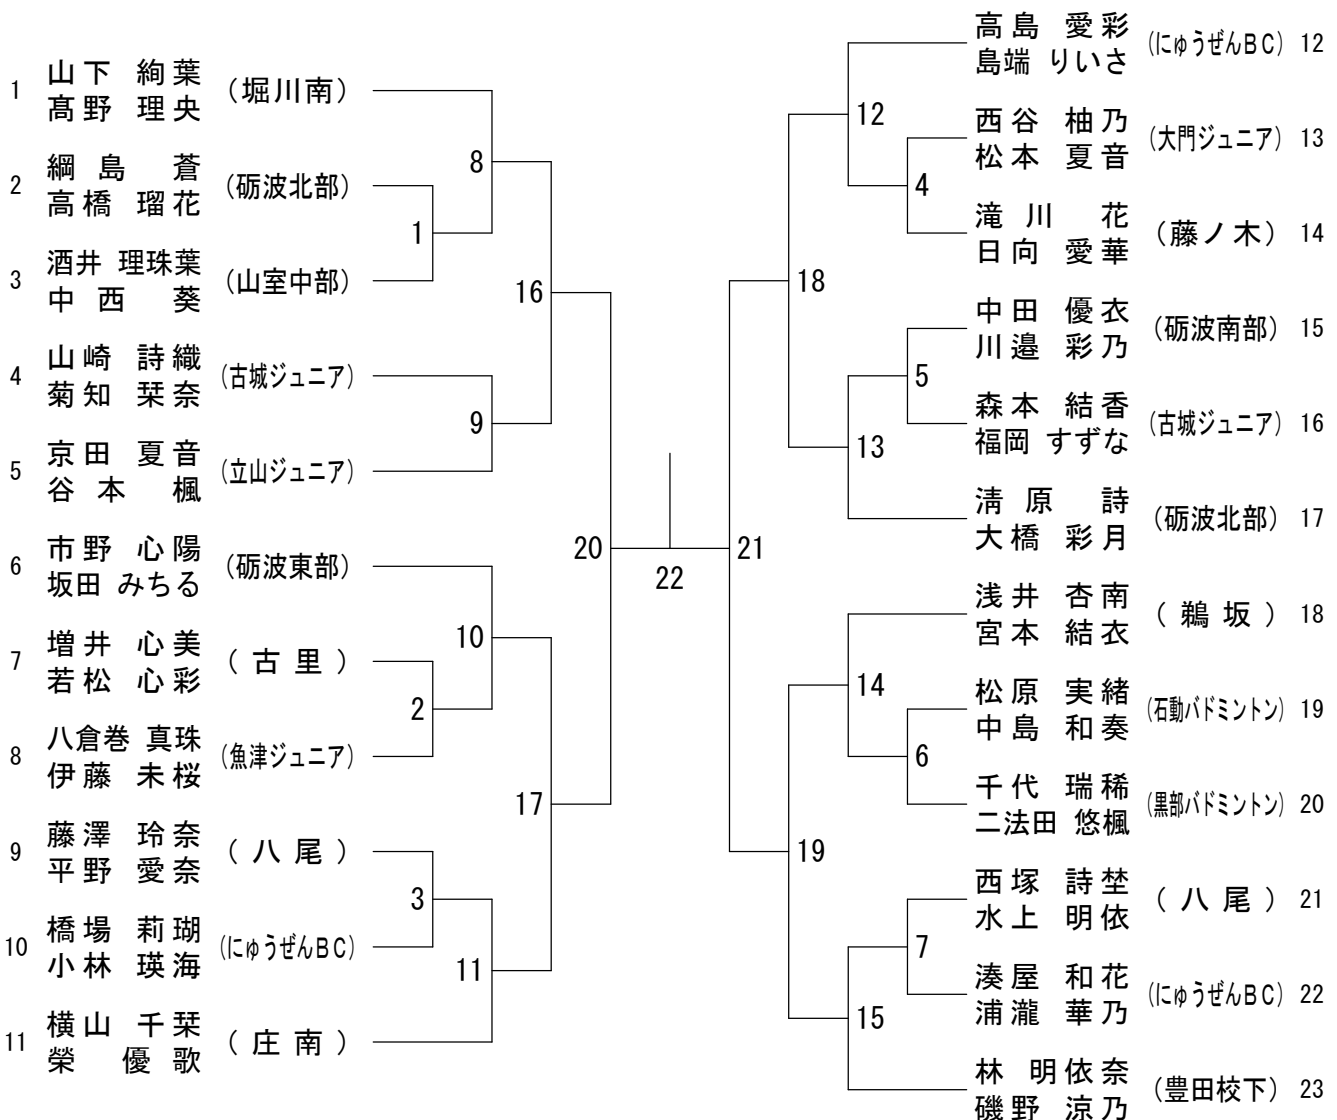 1 山下 絢葉 (堀川南)
髙野 理央
2 綱島 蒼 (砺波北部)
高橋 瑠花
3 酒井 理珠葉 (山室中部)
中西 葵
4 山崎 詩織 (古城ジュニア)
菊知 栞奈
5 京田 夏音 (立山ジュニア)
谷本 楓
6 市野 心陽 (砺波東部)
坂田 みちる
7 増井 心美 (古里)
若松 心彩
8 八倉巻 真珠 (魚津ジュニア)
伊藤 未桜
9 藤澤 玲奈 (八尾)
平野 愛奈
10 橋場 莉瑚 (にゅうぜんBC)
小林 瑛海
11 横山 千栞 (庄南)
榮 優歌
8
1
16
9
20
10
2
17
3
11
22
21
12
4
18
5
13
14
6
19
7
15
高島 愛彩 (にゅうぜんBC) 12
島端 りいさ
西谷 柚乃 (大門ジュニア) 13
松本 夏音
滝川 花 (藤ノ木) 14
日向 愛華
中田 優衣 (砺波南部) 15
川邉 彩乃
森本 結香 (古城ジュニア) 16
福岡 すずな
淸原 詩 (砺波北部) 17
大橋 彩月
浅井 杏南 (鵜坂) 18
宮本 結衣
松原 実緒 (石動バドミントン) 19
中島 和奏
千代 瑞稀 (黒部バドミントン) 20
二法田 悠楓
西塚 詩埜 (八尾) 21
水上 明依
湊屋 和花 (にゅうぜんBC) 22
浦瀧 華乃
林 明依奈 (豊田校下) 23
磯野 涼乃